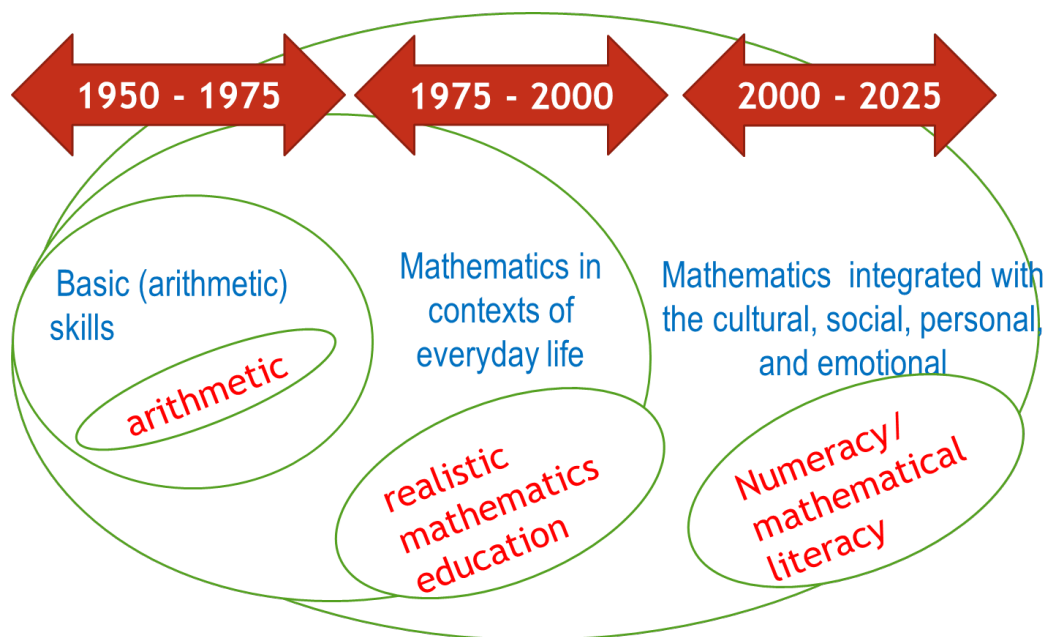 1950 - 1975
1975 - 2000
2000 - 2025
Basic (arithmetic)
skills
arithmetic
Mathematics in
contexts of
everyday life
realistic
mathematics
education
Mathematics integrated with
the cultural, social, personal,
and emotional
Numeracy/
mathematical
literacy